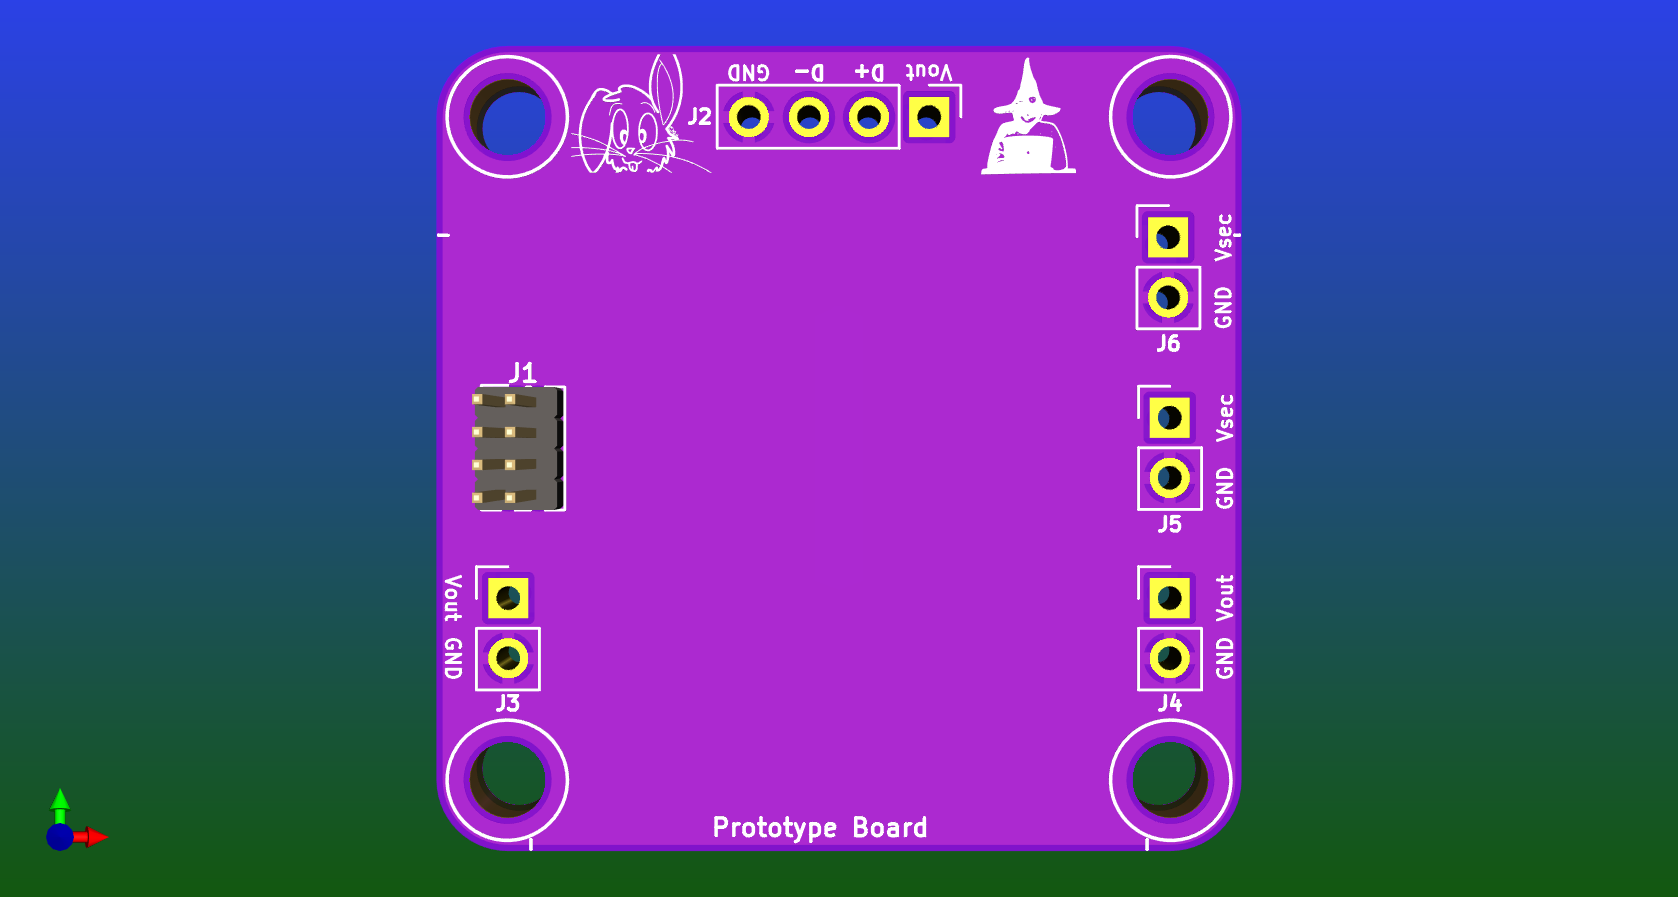 GND D- D+ Vout
J2
Vsec
GND
J6
J1
Vsec
GND
J5
Vout
GND
J3
Vout
GND
J4
Prototype Board